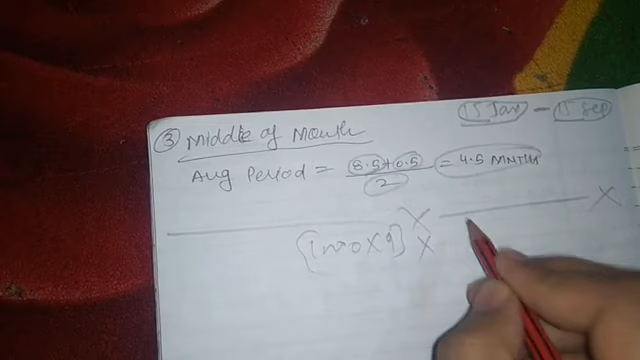 15 Jan - 15 Sep
③ Middle of Month
Avg Period = 8.5+0.5 / 2 = 4.5 MNTH
X ——— X
{1000 X 9} X